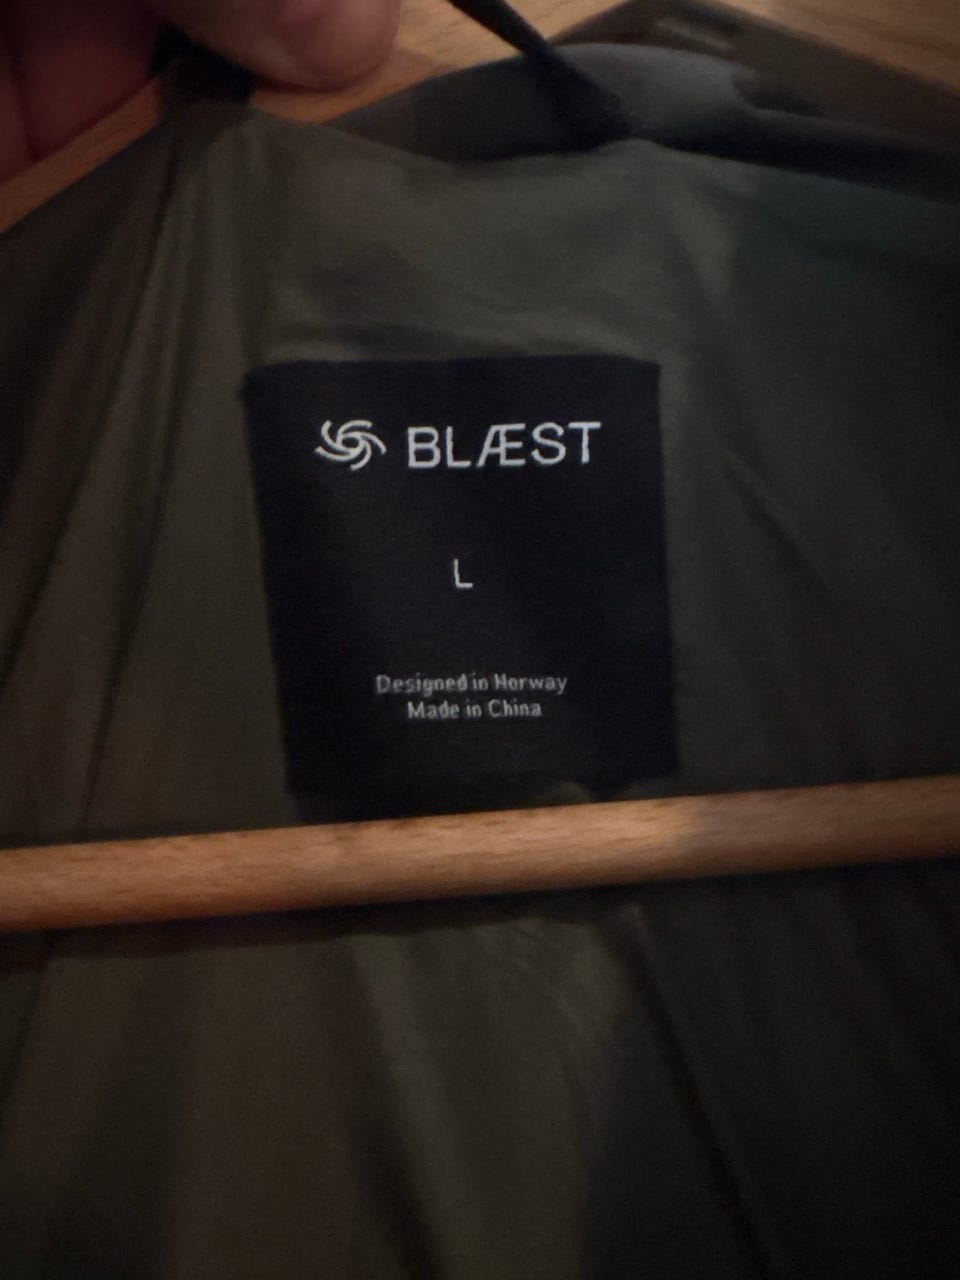 BLÆST
L
Designed in Norway
Made in China